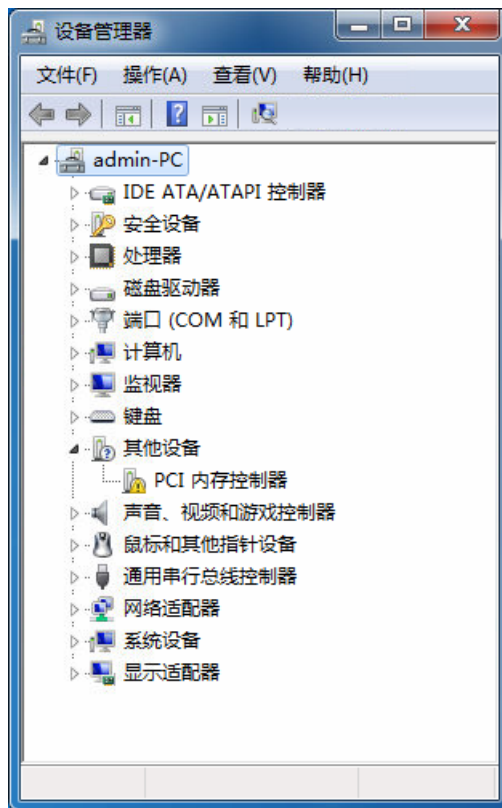 设备管理器
文件(F) 操作(A) 查看(V) 帮助(H)
admin-PC
IDE ATA/ATAPI 控制器
安全设备
处理器
磁盘驱动器
端口 (COM 和 LPT)
计算机
监视器
键盘
其他设备
PCI 内存控制器
声音、视频和游戏控制器
鼠标和其他指针设备
通用串行总线控制器
网络适配器
系统设备
显示适配器